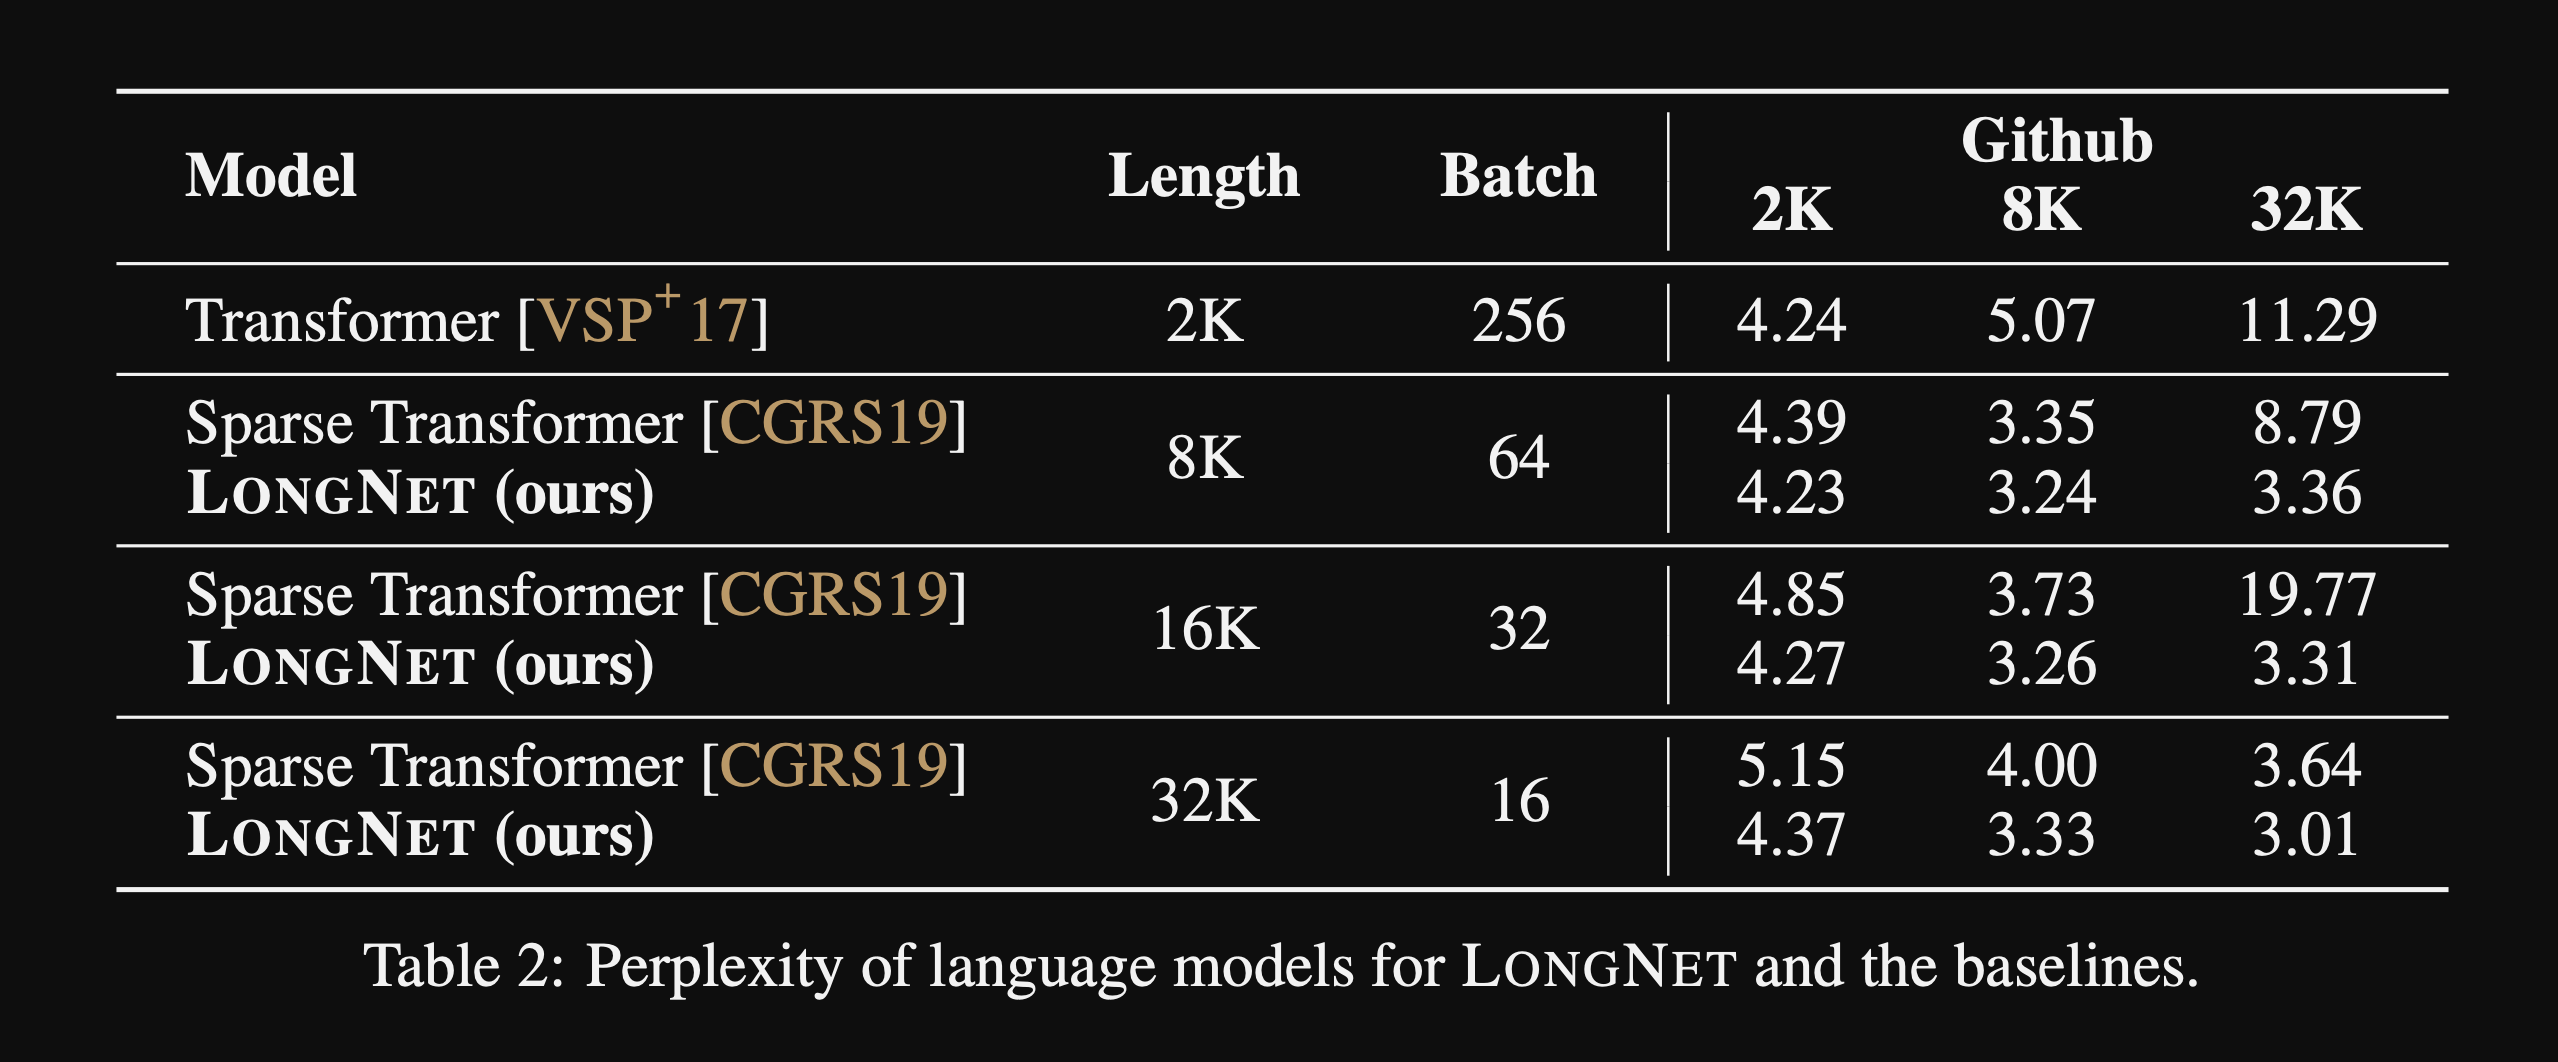 Github
Model Length Batch 2K 8K 32K
Transformer [VSP+17] 2K 256 4.24 5.07 11.29
Sparse Transformer [CGRS19] 4.39 3.35 8.79
8K 64
LONGNET (ours) 4.23 3.24 3.36
Sparse Transformer [CGRS19] 4.85 3.73 19.77
16K 32
LONGNET (ours) 4.27 3.26 3.31
Sparse Transformer [CGRS19] 5.15 4.00 3.64
32K 16
LONGNET (ours) 4.37 3.33 3.01
Table 2: Perplexity of language models for LONGNET and the baselines.